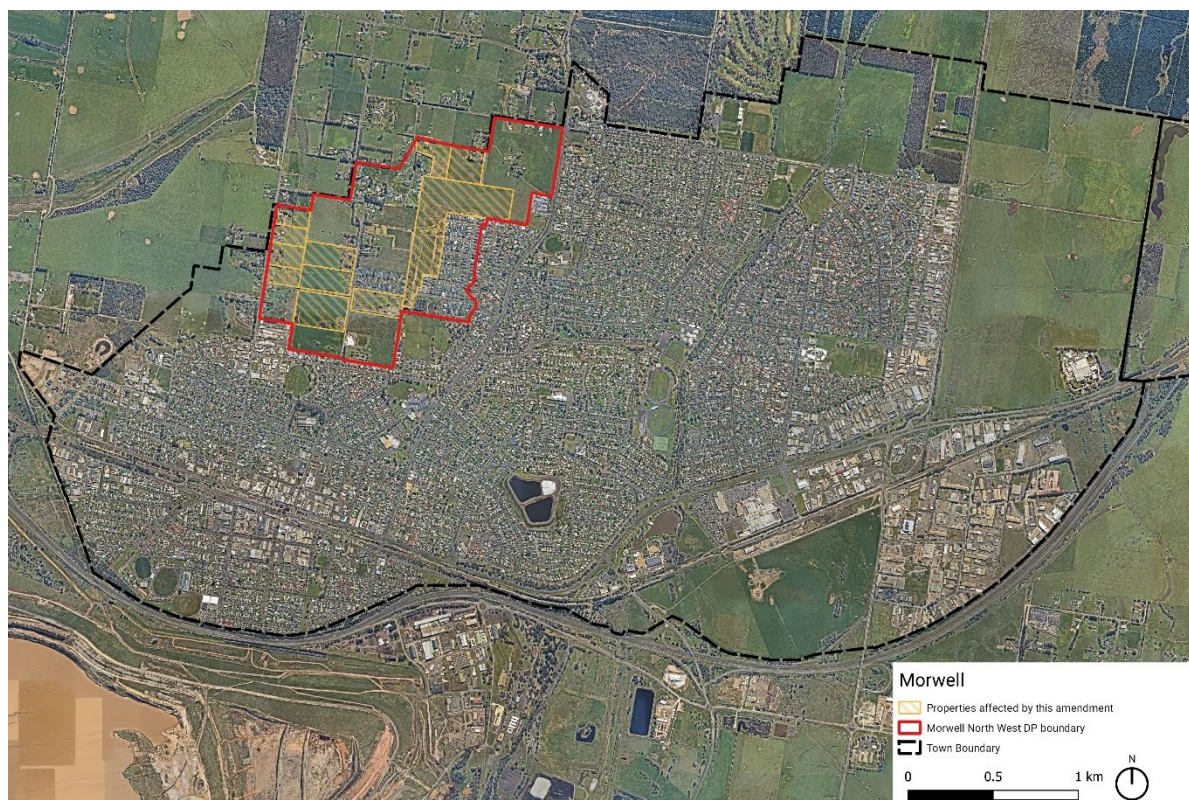 Morwell
Properties affected by this amendment
Morwell North West DP boundary
Town Boundary
N
0 0.5 1 km